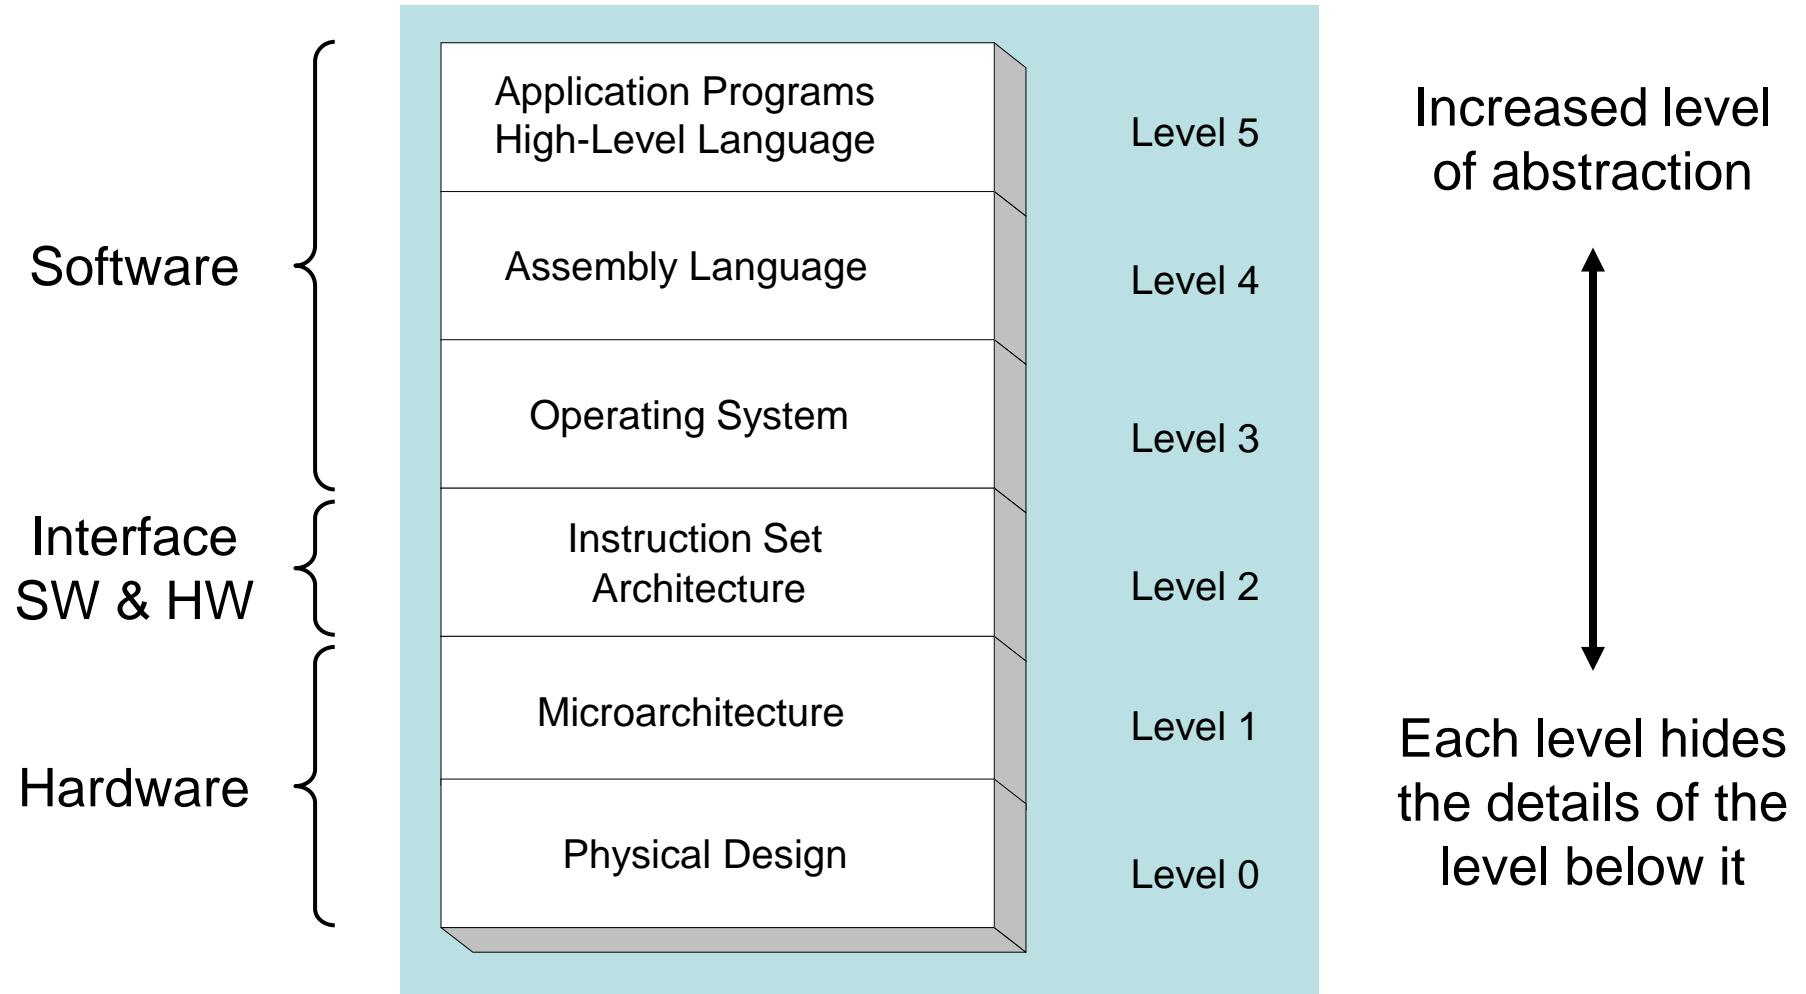 Software
Interface
SW & HW
Hardware
Application Programs
High-Level Language
Assembly Language
Operating System
Instruction Set
Architecture
Microarchitecture
Physical Design
Level 5
Level 4
Level 3
Level 2
Level 1
Level 0
Increased level
of abstraction
Each level hides
the details of the
level below it